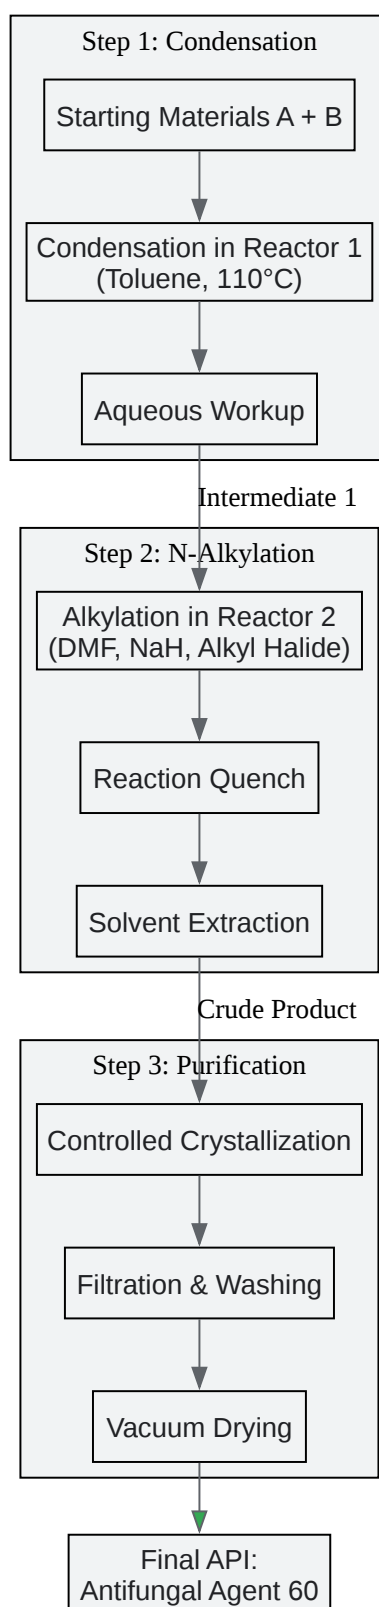 Step 1: Condensation
Starting Materials A + B
Condensation in Reactor 1
(Toluene, 110°C)
Aqueous Workup
Intermediate 1
Step 2: N-Alkylation
Alkylation in Reactor 2
(DMF, NaH, Alkyl Halide)
Reaction Quench
Solvent Extraction
Crude Product
Step 3: Purification
Controlled Crystallization
Filtration & Washing
Vacuum Drying
Final API:
Antifungal Agent 60